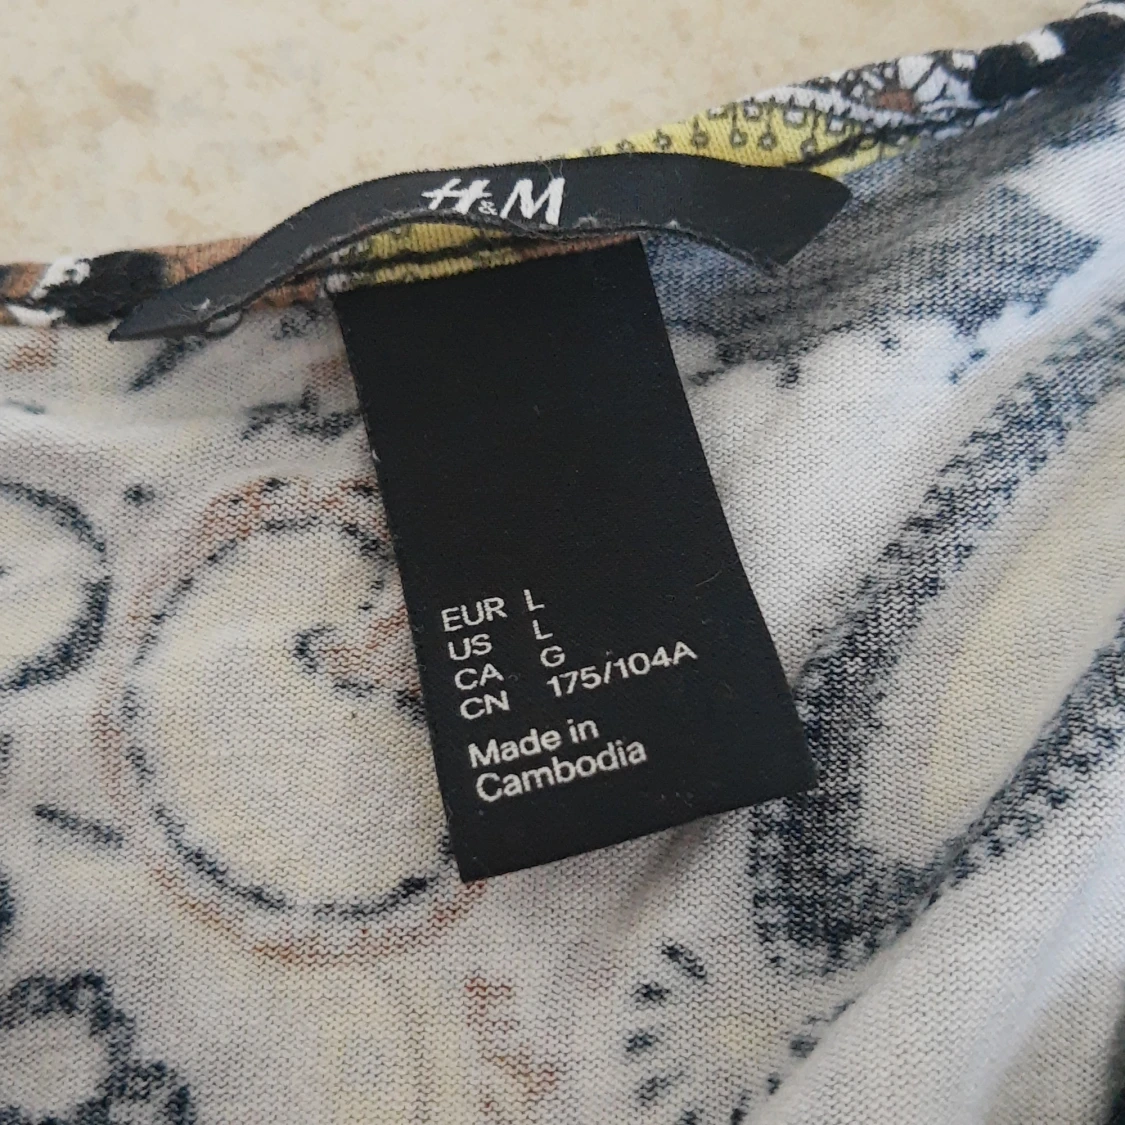 H&M
EUR L
US L
CA G
CN 175/104A
Made in
Cambodia